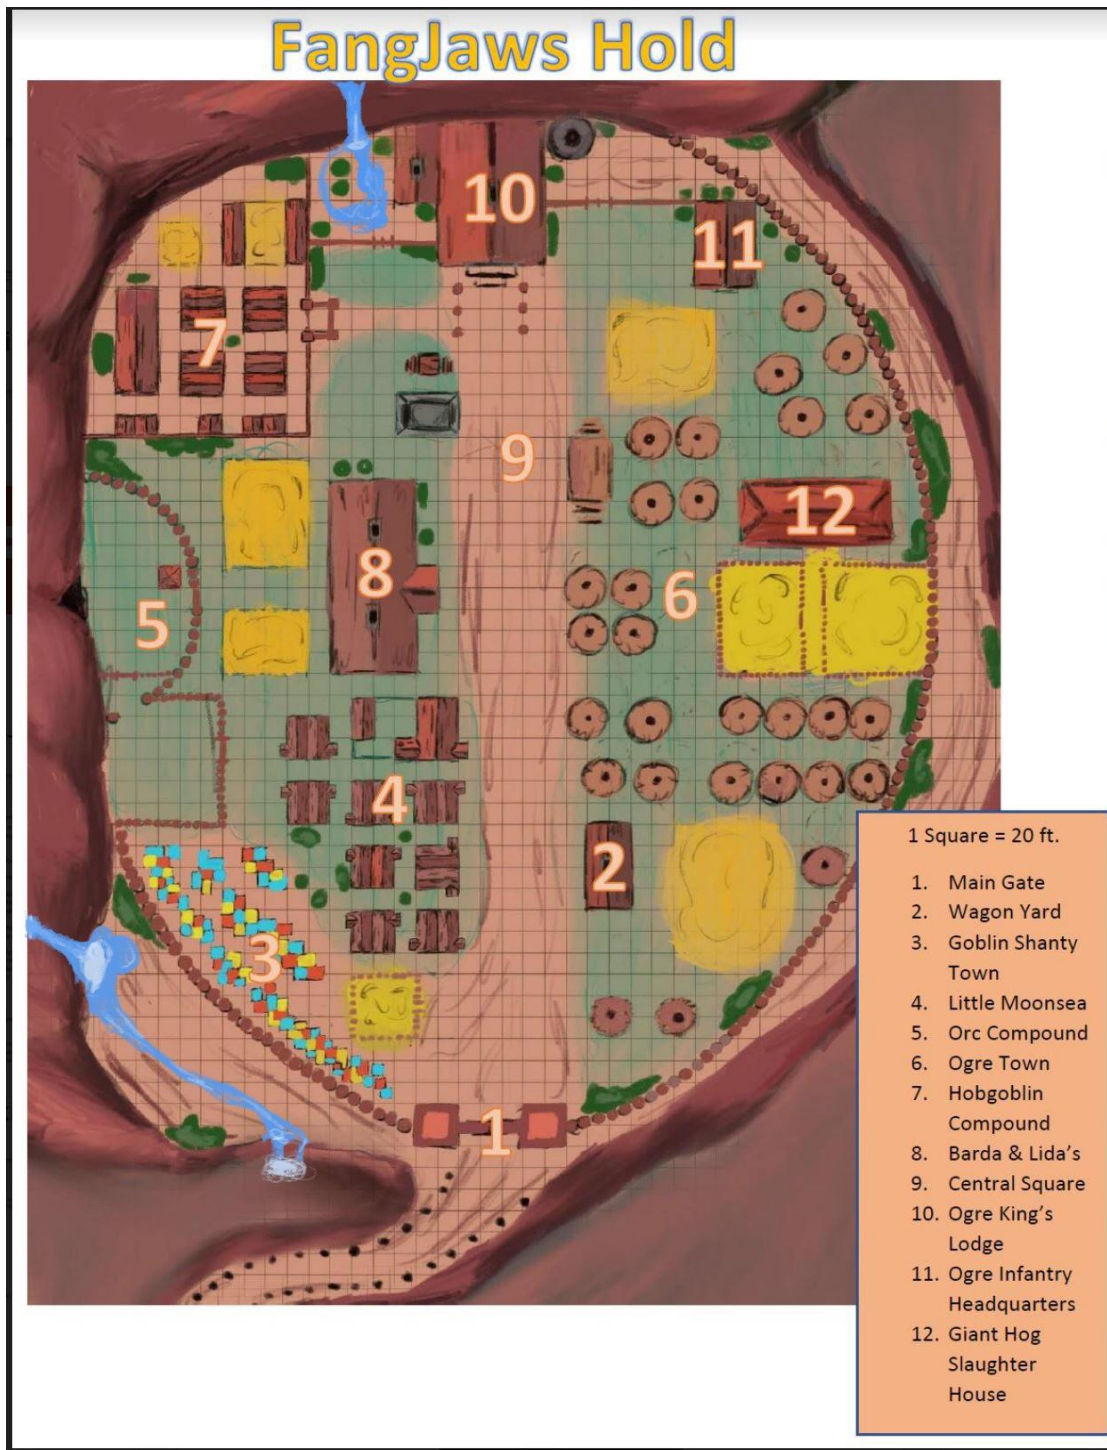 FangJaws Hold
10
11
7
9
12
8
6
5
4
2
3
1
1 Square = 20 ft.
1. Main Gate
2. Wagon Yard
3. Goblin Shanty
Town
4. Little Moonsea
5. Orc Compound
6. Ogre Town
7. Hobgoblin
Compound
8. Barda & Lida’s
9. Central Square
10. Ogre King’s
Lodge
11. Ogre Infantry
Headquarters
12. Giant Hog
Slaughter
House